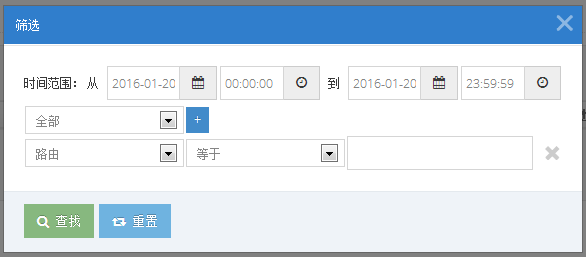 筛选
时间范围： 从 2016-01-20 00:00:00 到 2016-01-20 23:59:59
全部 +
路由 等于
查找 重置